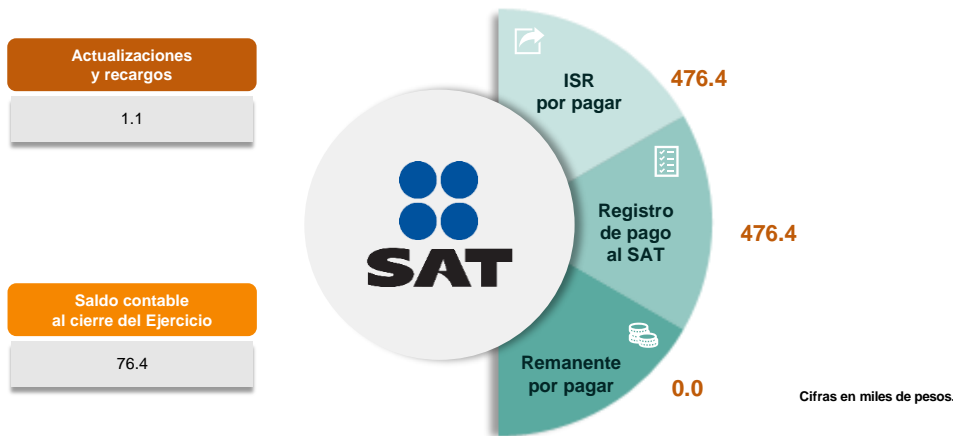 Actualizaciones
y recargos
1.1
Saldo contable
al cierre del Ejercicio
76.4
SAT
ISR
por pagar
476.4
Registro
de pago
al SAT
476.4
Remanente
por pagar
0.0
Cifras en miles de pesos.